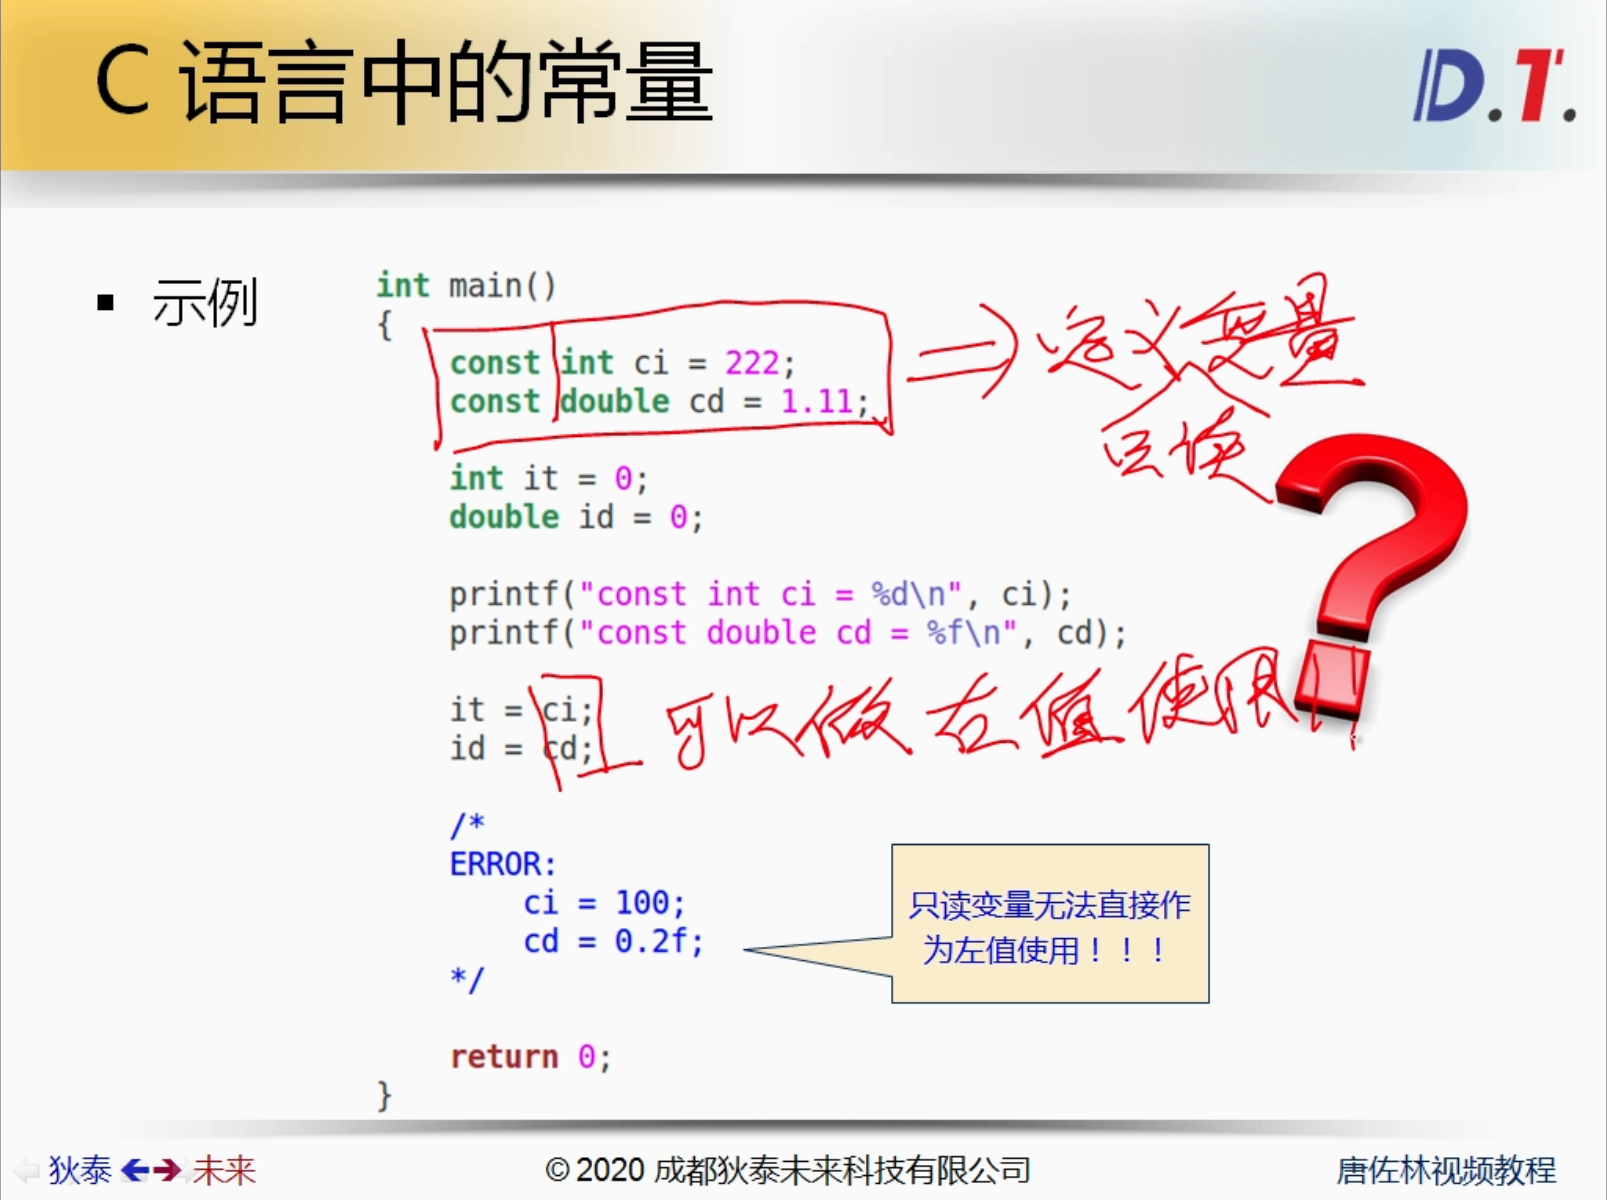 C 语言中的常量
D.T.
▪ 示例
int main()
{
const int ci = 222;
const double cd = 1.11;
定义变量
只读
int it = 0;
double id = 0;
printf("const int ci = %d\n", ci);
printf("const double cd = %f\n", cd);
it = ci;
id = cd;
可以做右值使用!!
/*
ERROR:
ci = 100;
cd = 0.2f;
*/
只读变量无法直接作
为左值使用！！！
return 0;
}
狄泰
未来
© 2020 成都狄泰未来科技有限公司
唐佐林视频教程